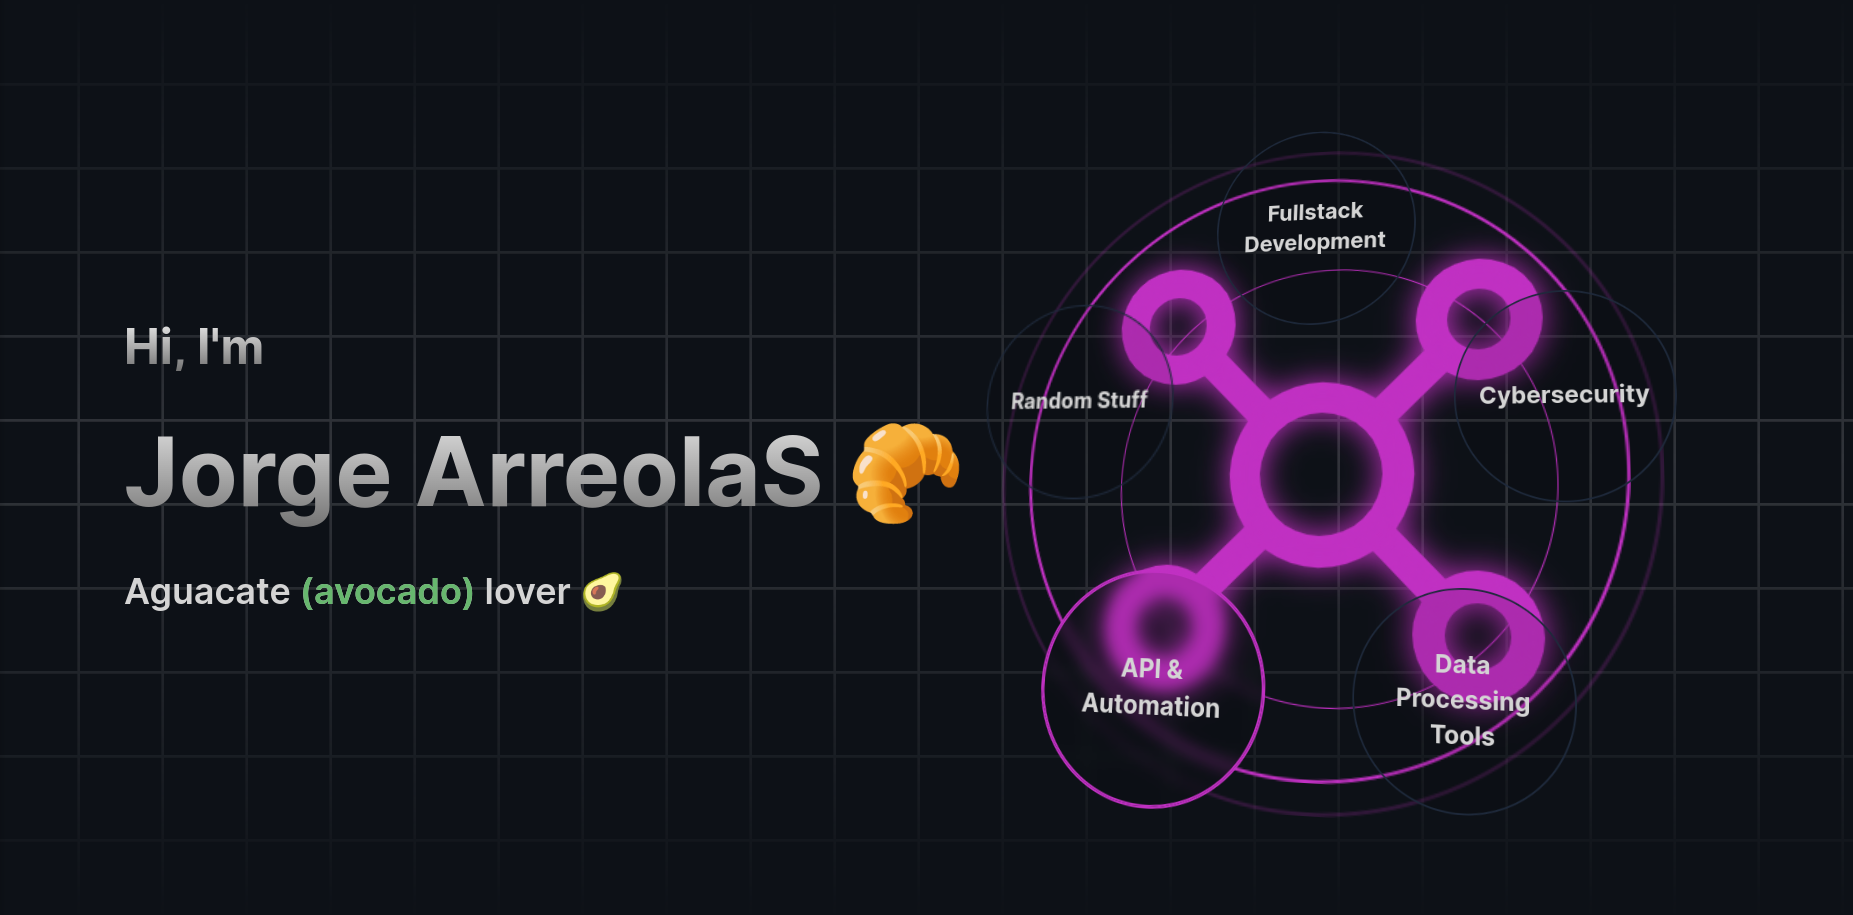 Hi, I'm
Jorge ArreolaS 🥐
Aguacate (avocado) lover 🥑
Fullstack
Development
Random Stuff
Cybersecurity
API &
Automation
Data
Processing
Tools